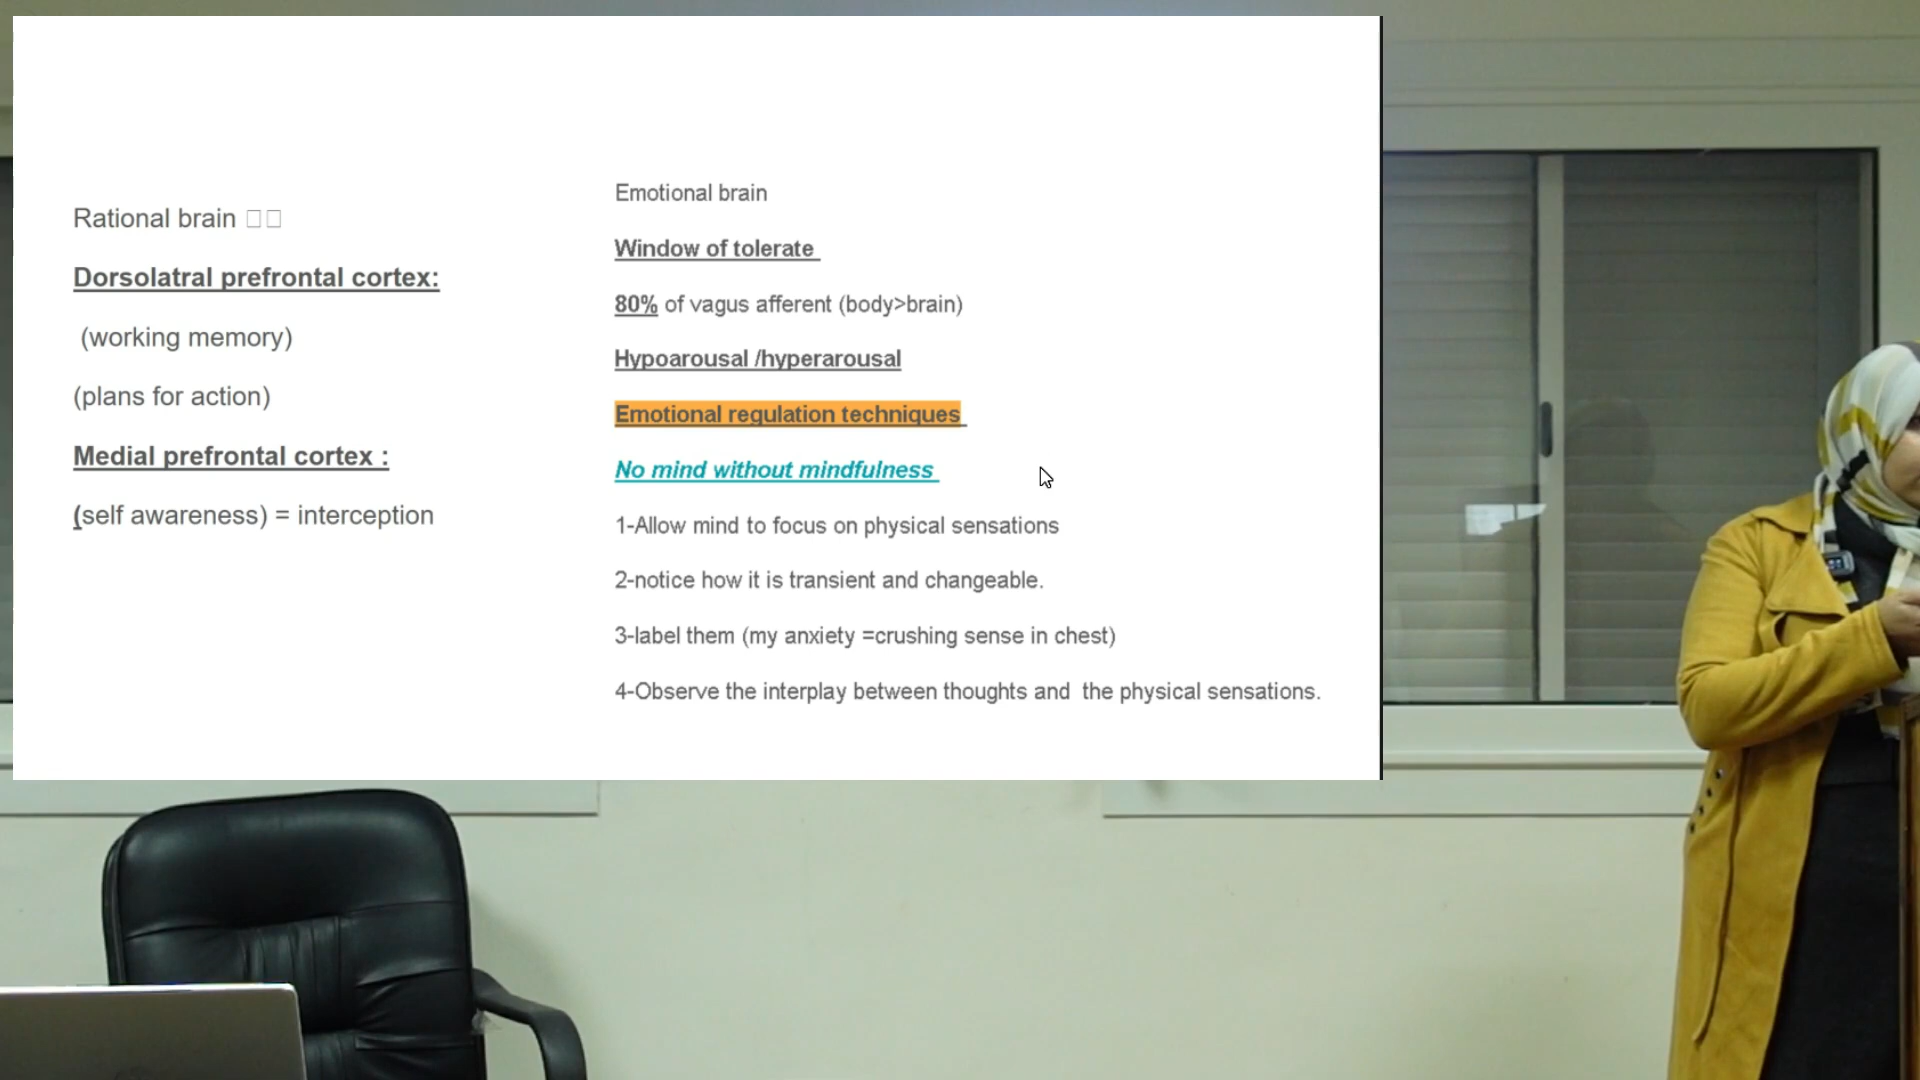 Rational brain
Dorsolatral prefrontal cortex:
(working memory)
(plans for action)
Medial prefrontal cortex :
(self awareness) = interception
Emotional brain
Window of tolerate
80% of vagus afferent (body>brain)
Hypoarousal /hyperarousal
Emotional regulation techniques
No mind without mindfulness
1-Allow mind to focus on physical sensations
2-notice how it is transient and changeable.
3-label them (my anxiety =crushing sense in chest)
4-Observe the interplay between thoughts and  the physical sensations.